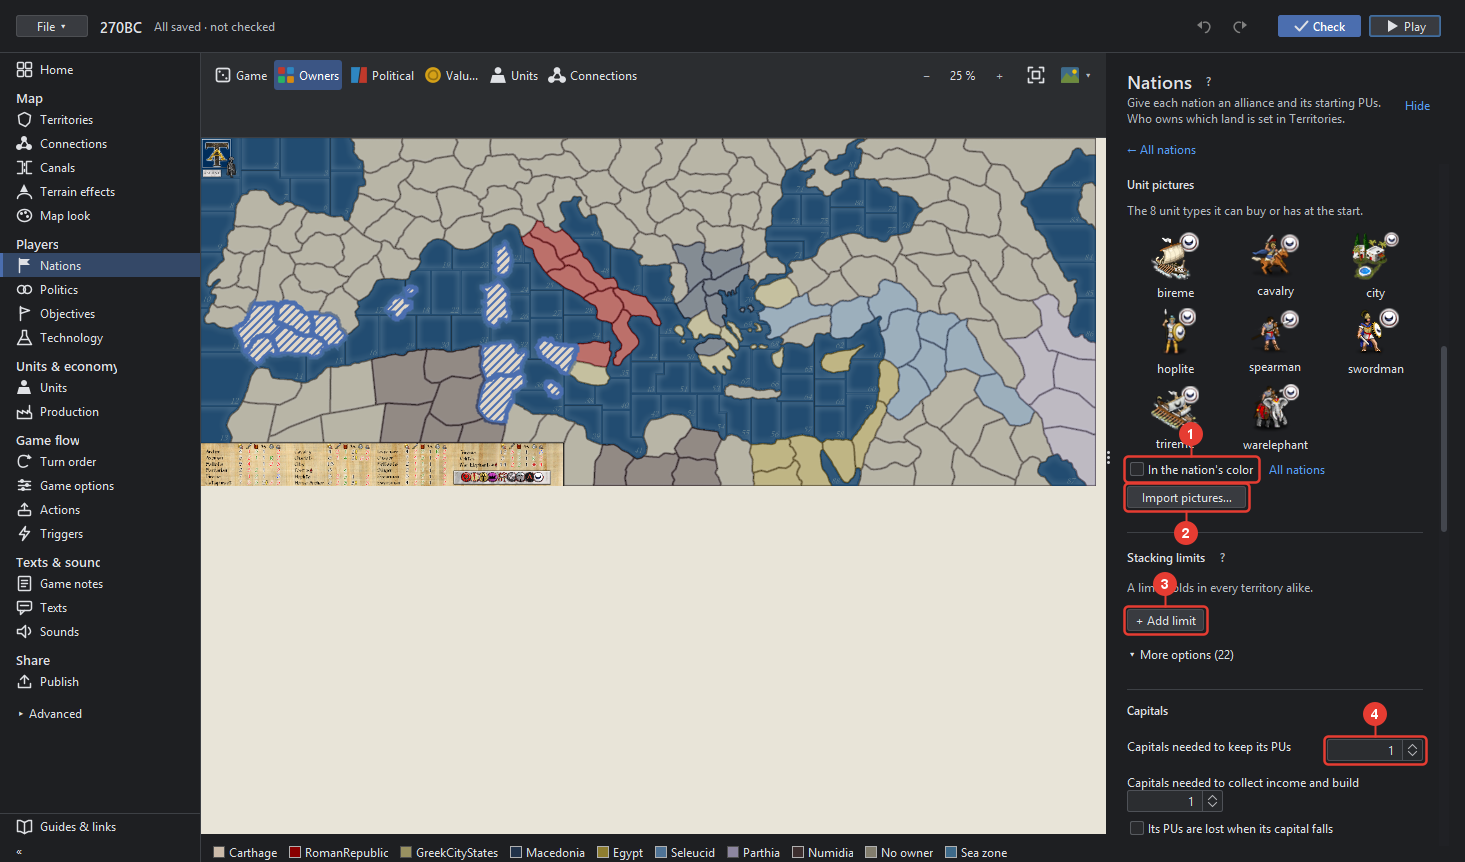 File
270BC
All saved · not checked
Check
Play
Home
Map
Territories
Connections
Canals
Terrain effects
Map look
Players
Nations
Politics
Objectives
Technology
Units & economy
Units
Production
Game flow
Turn order
Game options
Actions
Triggers
Texts & sounc
Game notes
Texts
Sounds
Share
Publish
Advanced
Guides & links
«
Game
Owners
Political
Valu...
Units
Connections
− 25 % +
Nations ?
Give each nation an alliance and its starting PUs.
Who owns which land is set in Territories.
Hide
← All nations
Unit pictures
The 8 unit types it can buy or has at the start.
bireme
cavalry
city
hoplite
spearman
swordman
warelephant
1
In the nation's color
All nations
Import pictures...
2
Stacking limits ?
3
in every territory alike.
+ Add limit
More options (22)
Capitals
4
Capitals needed to keep its PUs
1
Capitals needed to collect income and build
1
Its PUs are lost when its capital falls
Carthage
RomanRepublic
GreekCityStates
Macedonia
Egypt
Seleucid
Parthia
Numidia
No owner
Sea zone